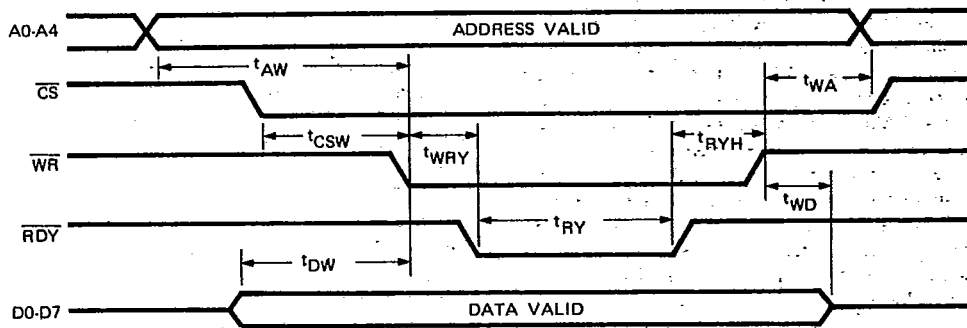 A0-A4
ADDRESS VALID
tAW
tWA
CS
tCSW
tWRY
tRYH
WR
tWD
RDY
tRY
tDW
D0-D7
DATA VALID